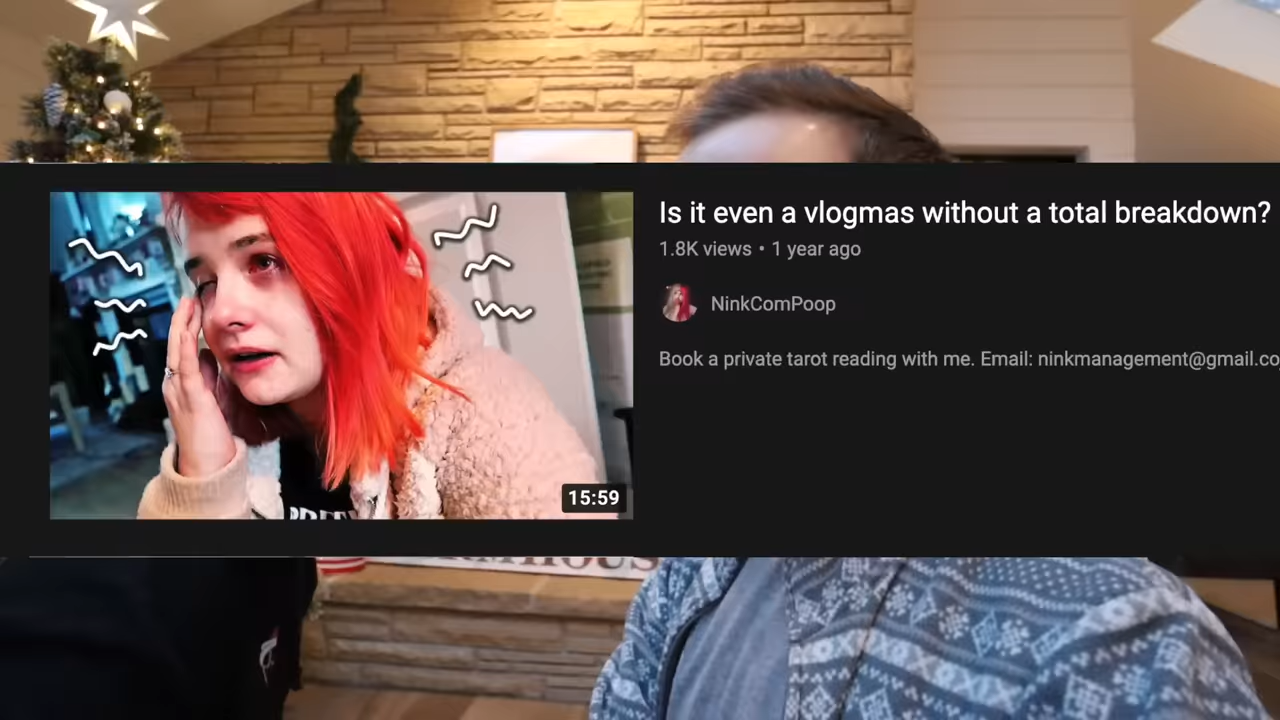 Is it even a vlogmas without a total breakdown?
1.8K views • 1 year ago
NinkComPoop
Book a private tarot reading with me. Email: ninkmanagement@gmail.co
15:59